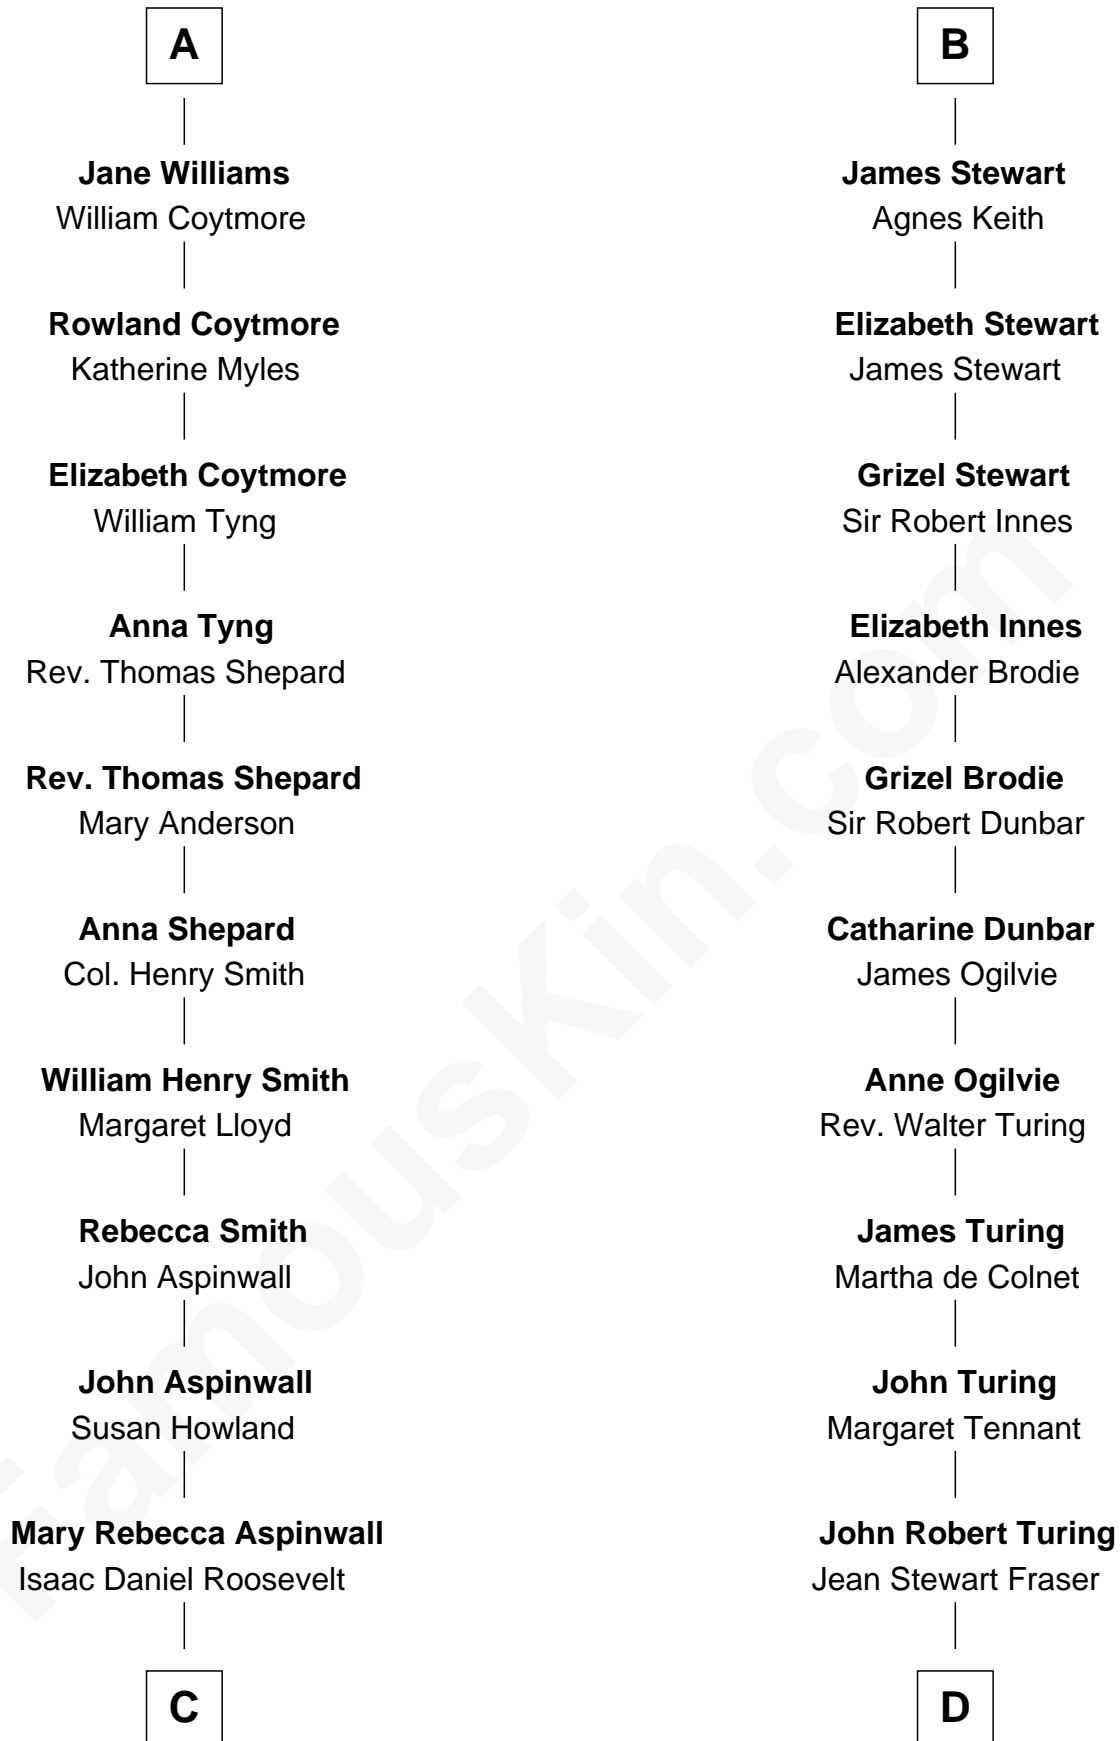 A
Jane Williams
William Coytmore
Rowland Coytmore
Katherine Myles
Elizabeth Coytmore
William Tyng
Anna Tyng
Rev. Thomas Shepard
Rev. Thomas Shepard
Mary Anderson
Anna Shepard
Col. Henry Smith
William Henry Smith
Margaret Lloyd
Rebecca Smith
John Aspinwall
John Aspinwall
Susan Howland
Mary Rebecca Aspinwall
Isaac Daniel Roosevelt
C
B
James Stewart
Agnes Keith
Elizabeth Stewart
James Stewart
Grizel Stewart
Sir Robert Innes
Elizabeth Innes
Alexander Brodie
Grizel Brodie
Sir Robert Dunbar
Catharine Dunbar
James Ogilvie
Anne Ogilvie
Rev. Walter Turing
James Turing
Martha de Colnet
John Turing
Margaret Tennant
John Robert Turing
Jean Stewart Fraser
D
FamousKin.com